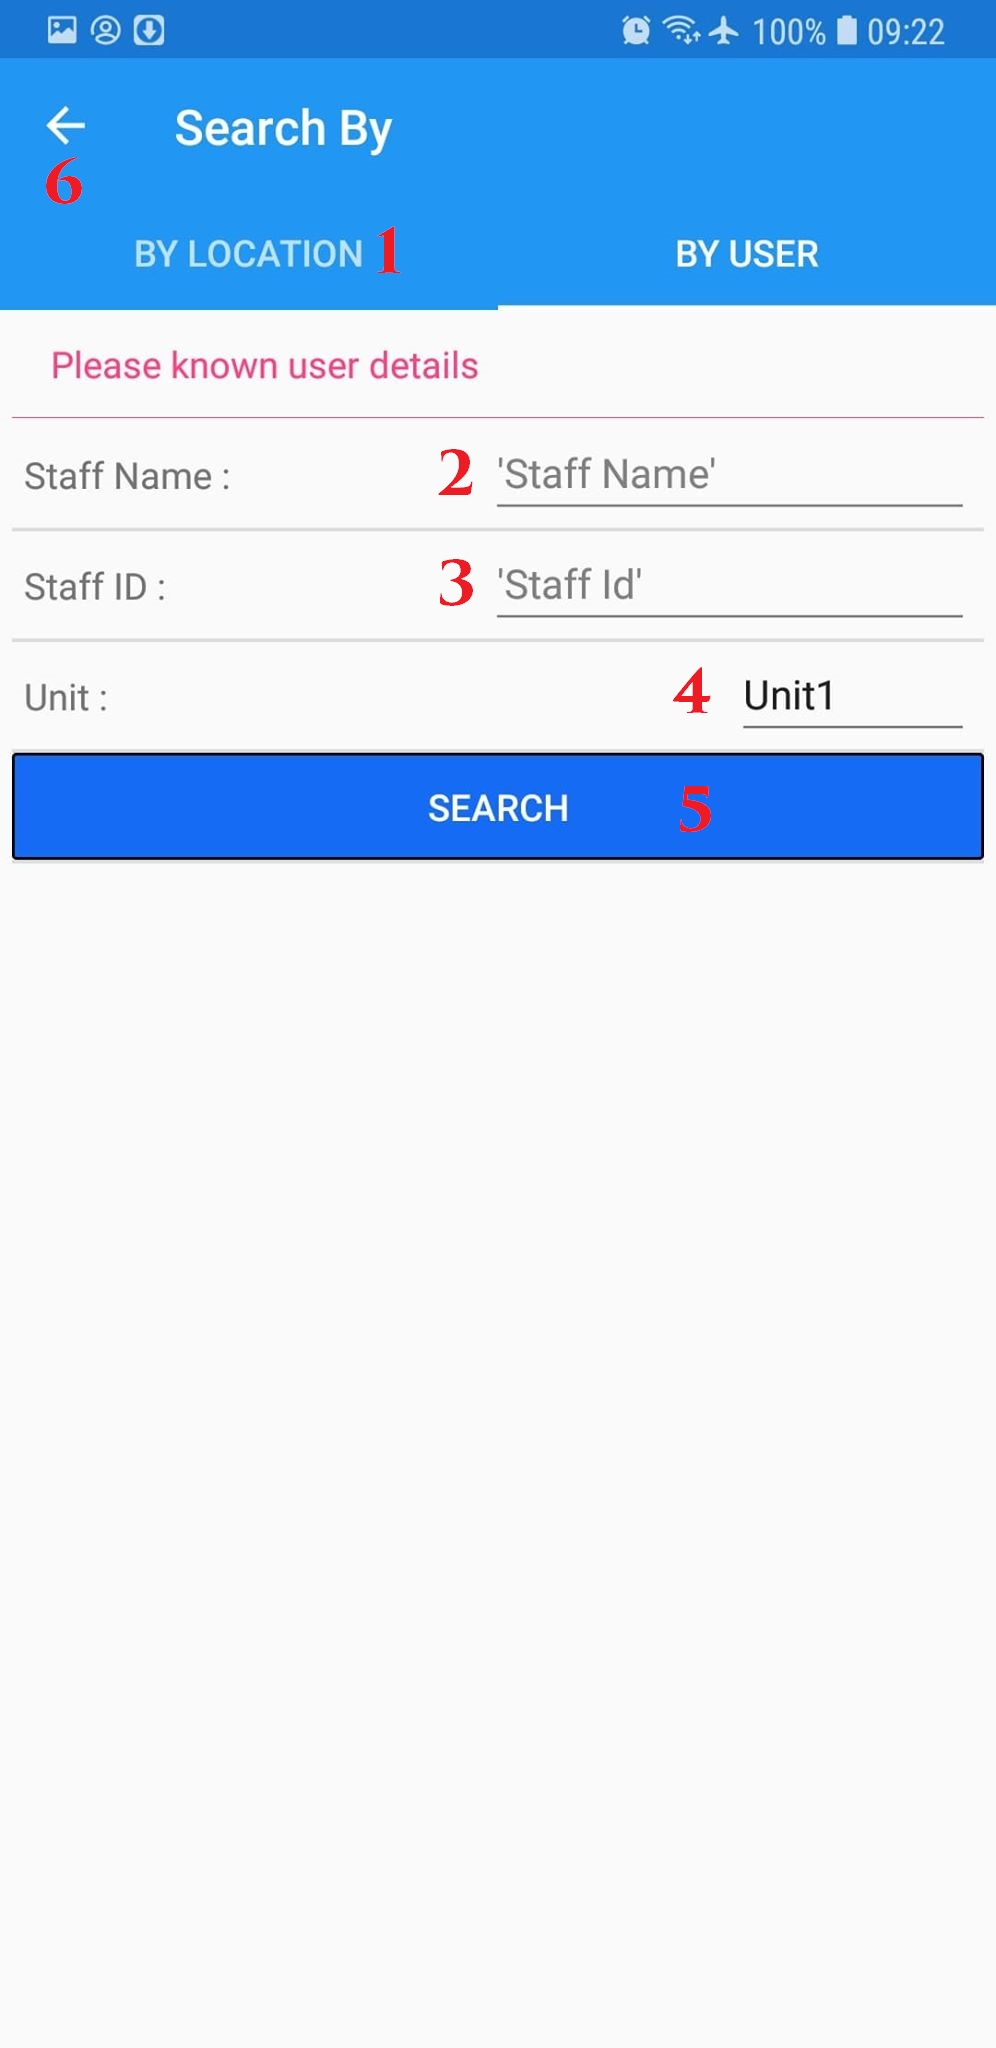 100% 09:22
Search By
6
BY LOCATION 1 BY USER
Please known user details
Staff Name : 2 'Staff Name'
Staff ID : 3 'Staff Id'
Unit : 4 Unit1
SEARCH 5